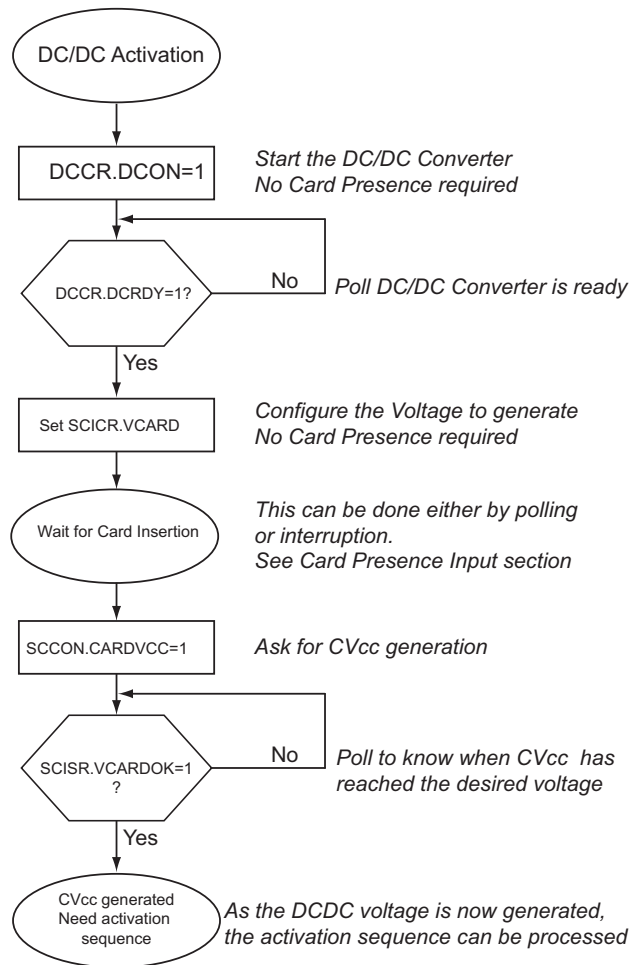 DC/DC Activation
DCCR.DCON=1
Start the DC/DC Converter
No Card Presence required
DCCR.DCRDY=1?
No
Poll DC/DC Converter is ready
Yes
Set SCICR.VCARD
Configure the Voltage to generate
No Card Presence required
Wait for Card Insertion
This can be done either by polling
or interruption.
See Card Presence Input section
SCCON.CARDVCC=1
Ask for CVcc generation
SCISR.VCARDOK=1
?
No
Poll to know when CVcc has
reached the desired voltage
Yes
CVcc generated
Need activation
sequence
As the DCDC voltage is now generated,
the activation sequence can be processed